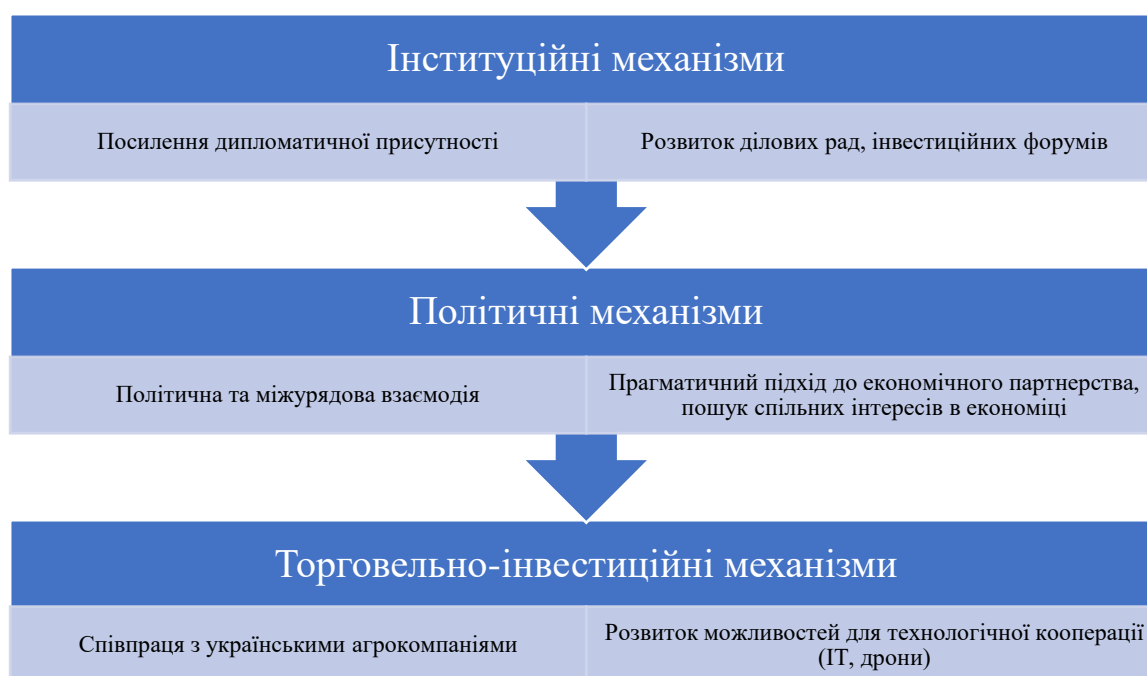 Інституційні механізми
Посилення дипломатичної присутності
Розвиток ділових рад, інвестиційних форумів
Політичні механізми
Політична та міжурядова взаємодія
Прагматичний підхід до економічного партнерства,
пошук спільних інтересів в економіці
Торговельно-інвестиційні механізми
Співпраця з українськими агрокомпаніями
Розвиток можливостей для технологічної кооперації
(ІТ, дрони)